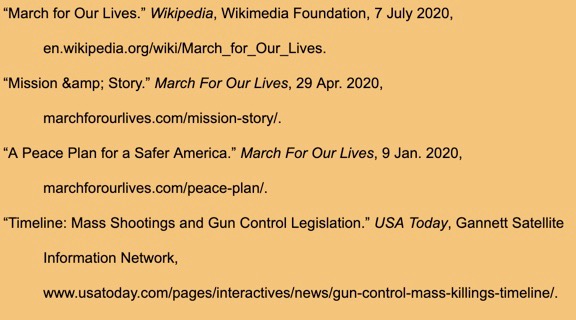 “March for Our Lives.” Wikipedia, Wikimedia Foundation, 7 July 2020,
en.wikipedia.org/wiki/March_for_Our_Lives.
“Mission &amp; Story.” March For Our Lives, 29 Apr. 2020,
marchforourlives.com/mission-story/.
“A Peace Plan for a Safer America.” March For Our Lives, 9 Jan. 2020,
marchforourlives.com/peace-plan/.
“Timeline: Mass Shootings and Gun Control Legislation.” USA Today, Gannett Satellite
Information Network,
www.usatoday.com/pages/interactives/news/gun-control-mass-killings-timeline/.